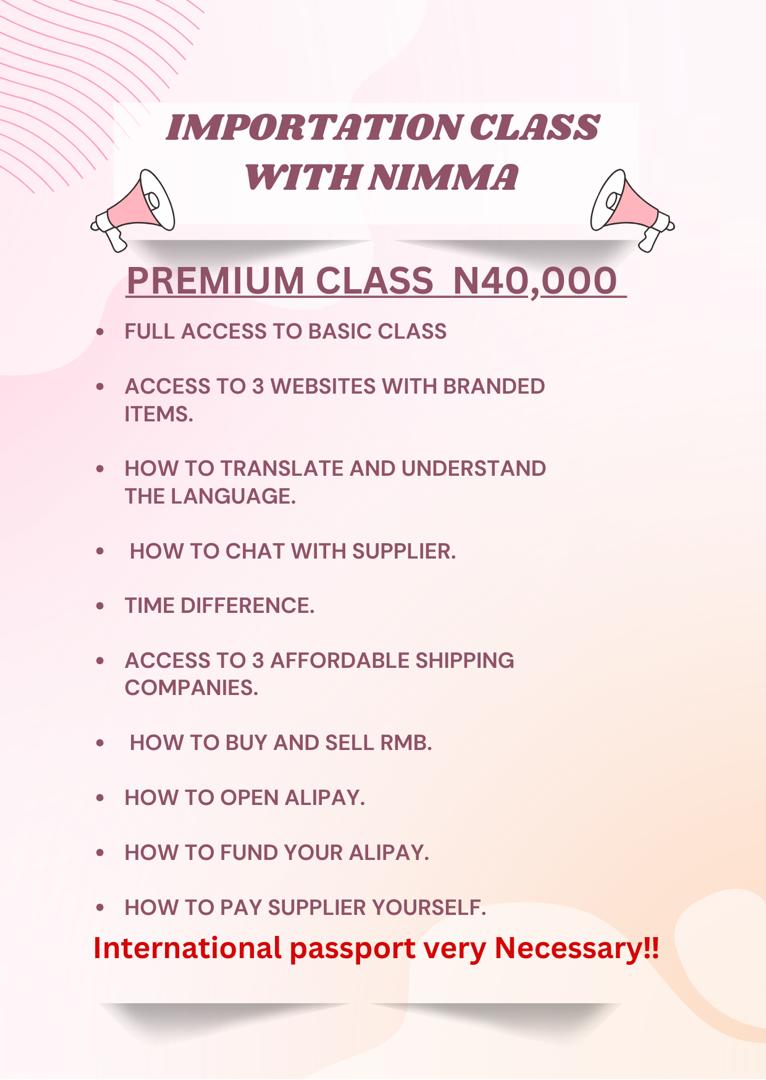 IMPORTATION CLASS
WITH NIMMA
PREMIUM CLASS N40,000
• FULL ACCESS TO BASIC CLASS
• ACCESS TO 3 WEBSITES WITH BRANDED
ITEMS.
• HOW TO TRANSLATE AND UNDERSTAND
THE LANGUAGE.
• HOW TO CHAT WITH SUPPLIER.
• TIME DIFFERENCE.
• ACCESS TO 3 AFFORDABLE SHIPPING
COMPANIES.
• HOW TO BUY AND SELL RMB.
• HOW TO OPEN ALIPAY.
• HOW TO FUND YOUR ALIPAY.
• HOW TO PAY SUPPLIER YOURSELF.
International passport very Necessary!!